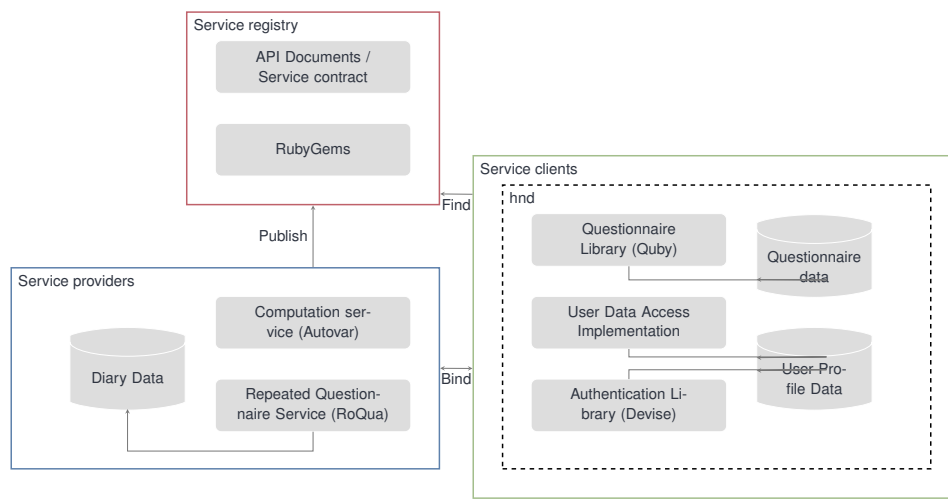 Service registry
API Documents /
Service contract
RubyGems
Publish
Find
Service providers
Computation ser-
vice (Autovar)
Diary Data
Repeated Question-
naire Service (RoQua)
Bind
Service clients
hnd
Questionnaire
Library (Quby)
Questionnaire
data
User Data Access
Implementation
User Pro-
file Data
Authentication Li-
brary (Devise)